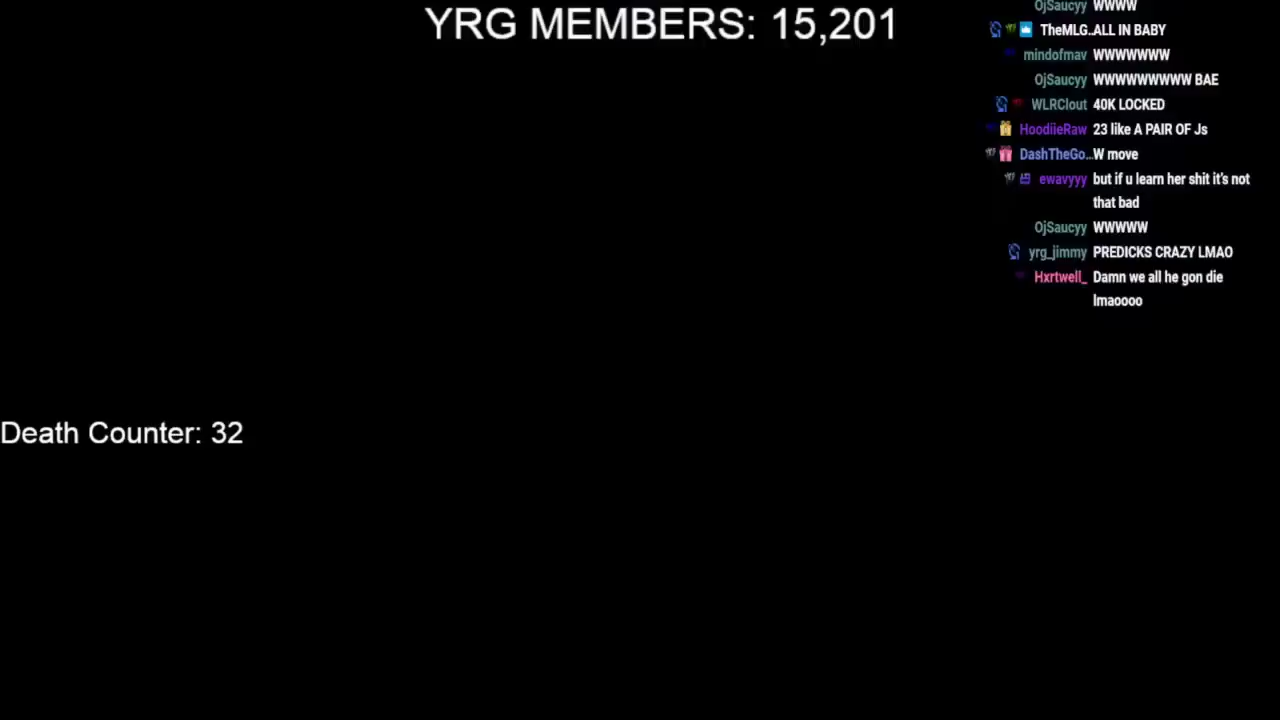 YRG MEMBERS: 15,201
OjSaucyy WWWW
TheMLG..ALL IN BABY
mindofmav WWWWWWW
OjSaucyy WWWWWWWWW BAE
WLRClout 40K LOCKED
HoodiieRaw 23 like A PAIR OF Js
DashTheGo...W move
ewavyyy but if u learn her shit it's not
that bad
OjSaucyy WWWWW
yrg_jimmy PREDICKS CRAZY LMAO
Hxrtwell_ Damn we all he gon die
lmaoooo
Death Counter: 32